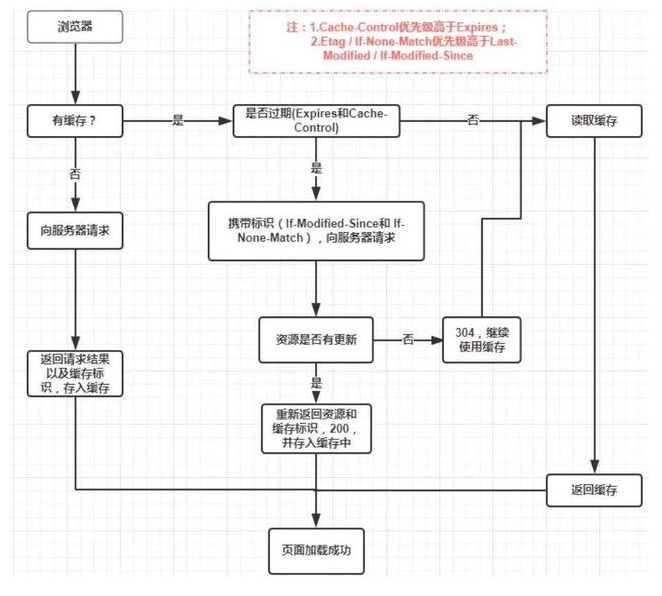 浏览器
注：1.Cache-Control优先级高于Expires；
2.Etag / If-None-Match优先级高于Last-
Modified / If-Modified-Since
有缓存？
是
是否过期(Expires和Cache-
Control)
否
读取缓存
否
是
向服务器请求
携带标识（If-Modified-Since和 If-
None-Match），向服务器请求
资源是否有更新
否
304，继续
使用缓存
返回请求结果
以及缓存标
识，存入缓存
是
重新返回资源和
缓存标识，200，
并存入缓存中
返回缓存
页面加载成功